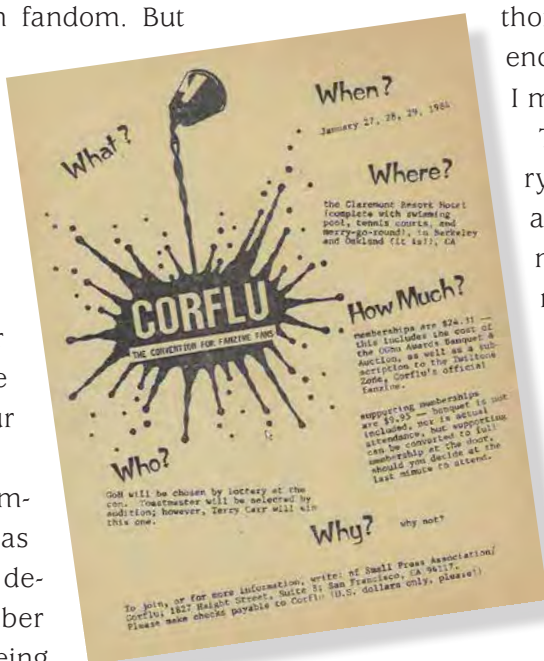 n fandom. But
What?
When?
January 27, 28, 29, 1984
Where?
the Claremont Resort Hotel
(complete with swimming
pool, tennis courts, and
merry-go-round), in Berkeley
and Oakland (it is!), CA
CORFLU
THE CONVENTION FOR FANZINE FANS
How Much?
memberships are —
this includes the cost of
the Awards Banquet &
Auction, as well as a sub-
scription to the Twiltone
Zone, Corflu's official
fanzine.
supporting memberships
are $9.95 — banquet is not
included, nor is actual
attendance, but supporting
can be converted to full
membership at the door,
should you decide at the
last minute to attend.
Who?
GoH will be chosen by lottery at the
con. Toastmaster will be selected by
audition; however, Terry Carr will win
this one.
Why?
why not?
To join, or for more information, write: nf Small Press Association/
Corflu; 1827 Haight Street, Suite 8; San Francisco, CA 94117.
Please make checks payable to Corflu (U.S. dollars only, please!)
r
e
ur
m-
as
de-
ber
eing
tho
end
I m
T
ry
a
n
r